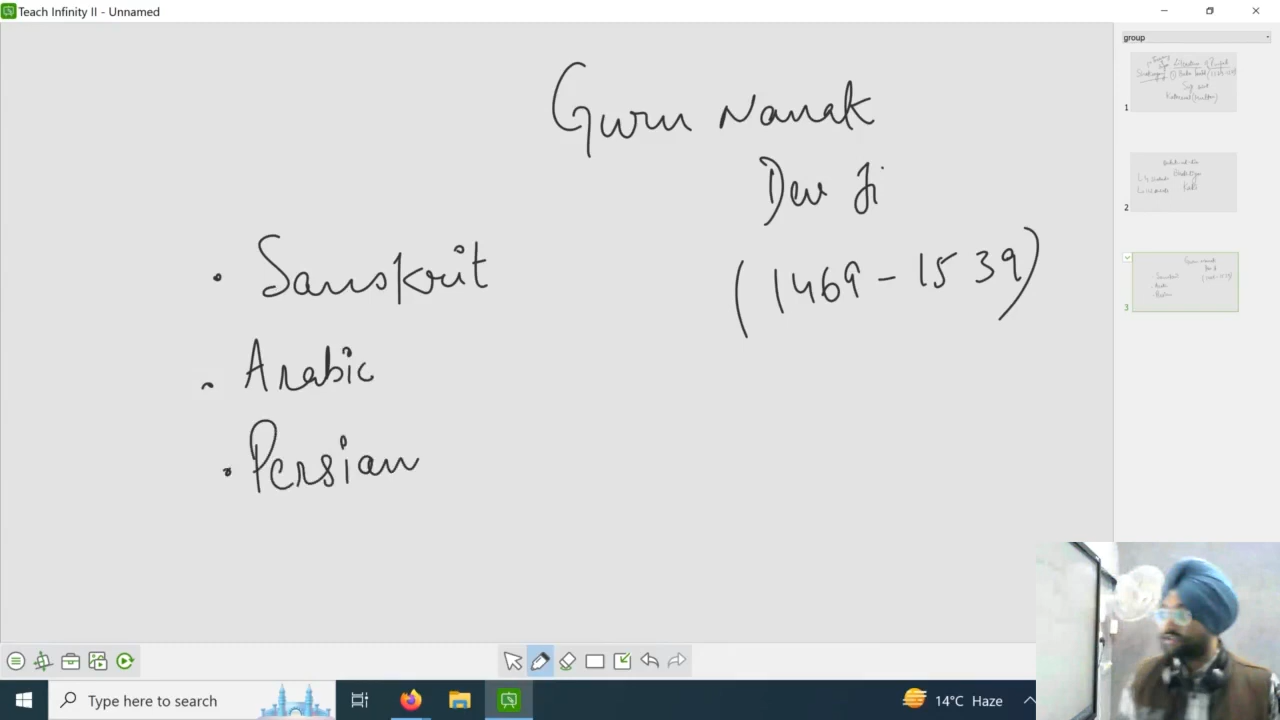 Teach Infinity II - Unnamed
group
Guru Nanak
Dev Ji
(1469 - 1539)
• Sanskrit
• Arabic
• Persian
1
2
3
Type here to search
14°C Haze